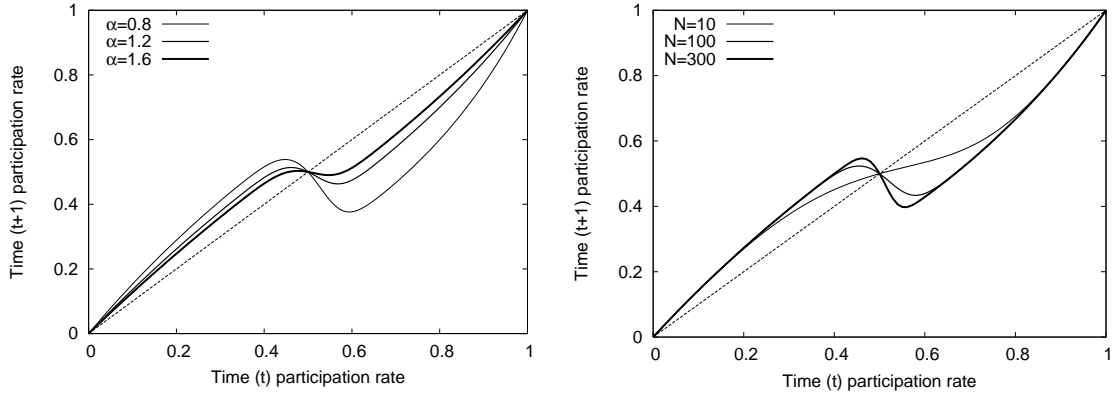 α=0.8
α=1.2
α=1.6
1
0.8
0.6
0.4
0.2
0
0 0.2 0.4 0.6 0.8 1
Time (t+1) participation rate
Time (t) participation rate
N=10
N=100
N=300
1
0.8
0.6
0.4
0.2
0
0 0.2 0.4 0.6 0.8 1
Time (t+1) participation rate
Time (t) participation rate